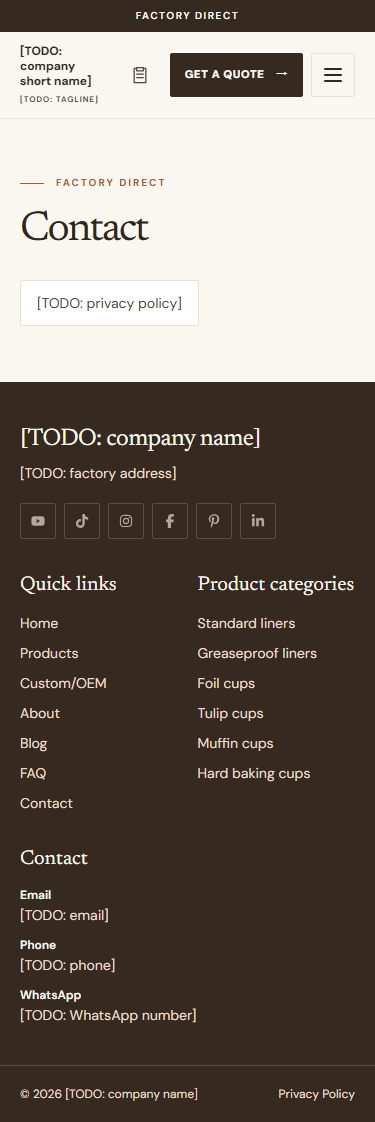 FACTORY DIRECT
[TODO:
company
short name]
[TODO: TAGLINE]
GET A QUOTE →
FACTORY DIRECT
Contact
[TODO: privacy policy]
[TODO: company name]
[TODO: factory address]
Quick links
Home
Products
Custom/OEM
About
Blog
FAQ
Contact
Product categories
Standard liners
Greaseproof liners
Foil cups
Tulip cups
Muffin cups
Hard baking cups
Contact
Email
[TODO: email]
Phone
[TODO: phone]
WhatsApp
[TODO: WhatsApp number]
© 2026 [TODO: company name]
Privacy Policy